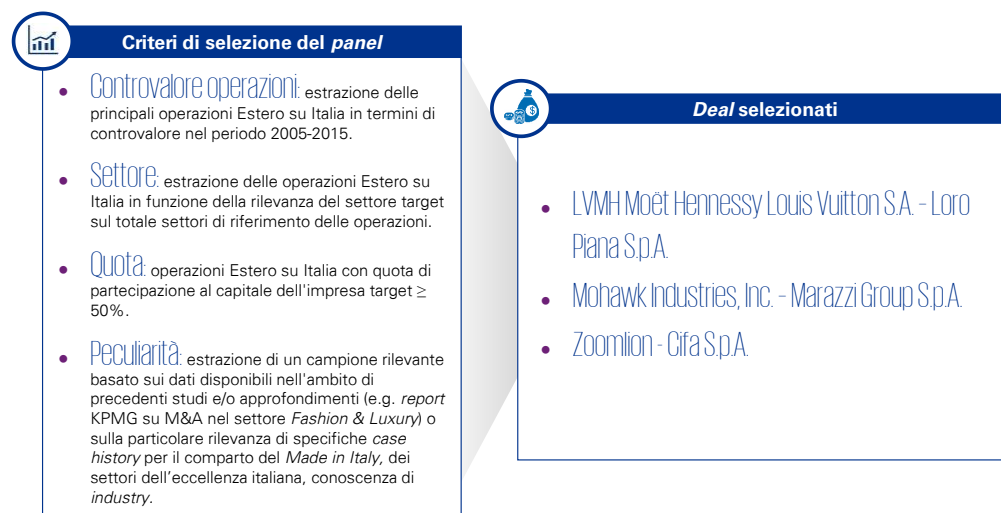 Criteri di selezione del panel
• Controvalore operazioni: estrazione delle
principali operazioni Estero su Italia in termini di
controvalore nel periodo 2005-2015.
• Settore: estrazione delle operazioni Estero su
Italia in funzione della rilevanza del settore target
sul totale settori di riferimento delle operazioni.
• Quota: operazioni Estero su Italia con quota di
partecipazione al capitale dell'impresa target ≥
50%.
• Peculiarità: estrazione di un campione rilevante
basato sui dati disponibili nell'ambito di
precedenti studi e/o approfondimenti (e.g. report
KPMG su M&A nel settore Fashion & Luxury) o
sulla particolare rilevanza di specifiche case
history per il comparto del Made in Italy, dei
settori dell’eccellenza italiana, conoscenza di
industry.
Deal selezionati
• LVMH Moët Hennessy Louis Vuitton S.A. – Loro
Piana S.p.A.
• Mohawk Industries, Inc. – Marazzi Group S.p.A.
• Zoomlion - Cifa S.p.A.